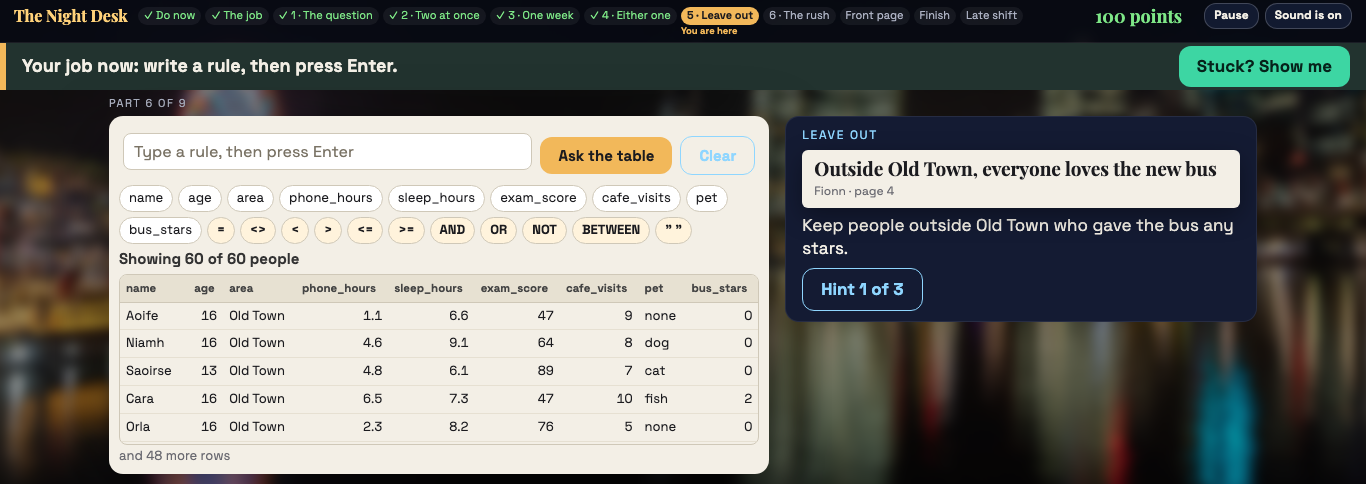 The Night Desk
✓ Do now
✓ The job
✓ 1 · The question
✓ 2 · Two at once
✓ 3 · One week
✓ 4 · Either one
5 · Leave out
6 · The rush
Front page
Finish
Late shift
You are here
100 points
Pause
Sound is on
Your job now: write a rule, then press Enter.
Stuck? Show me
PART 6 OF 9
Type a rule, then press Enter
Ask the table
Clear
name age area phone_hours sleep_hours exam_score cafe_visits pet
bus_stars = <> < > <= >= AND OR NOT BETWEEN " "
Showing 60 of 60 people
name age area phone_hours sleep_hours exam_score cafe_visits pet bus_stars
Aoife 16 Old Town 1.1 6.6 47 9 none 0
Niamh 16 Old Town 4.6 9.1 64 8 dog 0
Saoirse 13 Old Town 4.8 6.1 89 7 cat 0
Cara 16 Old Town 6.5 7.3 47 10 fish 2
Orla 16 Old Town 2.3 8.2 76 5 none 0
and 48 more rows
LEAVE OUT
Outside Old Town, everyone loves the new bus
Fionn · page 4
Keep people outside Old Town who gave the bus any
stars.
Hint 1 of 3